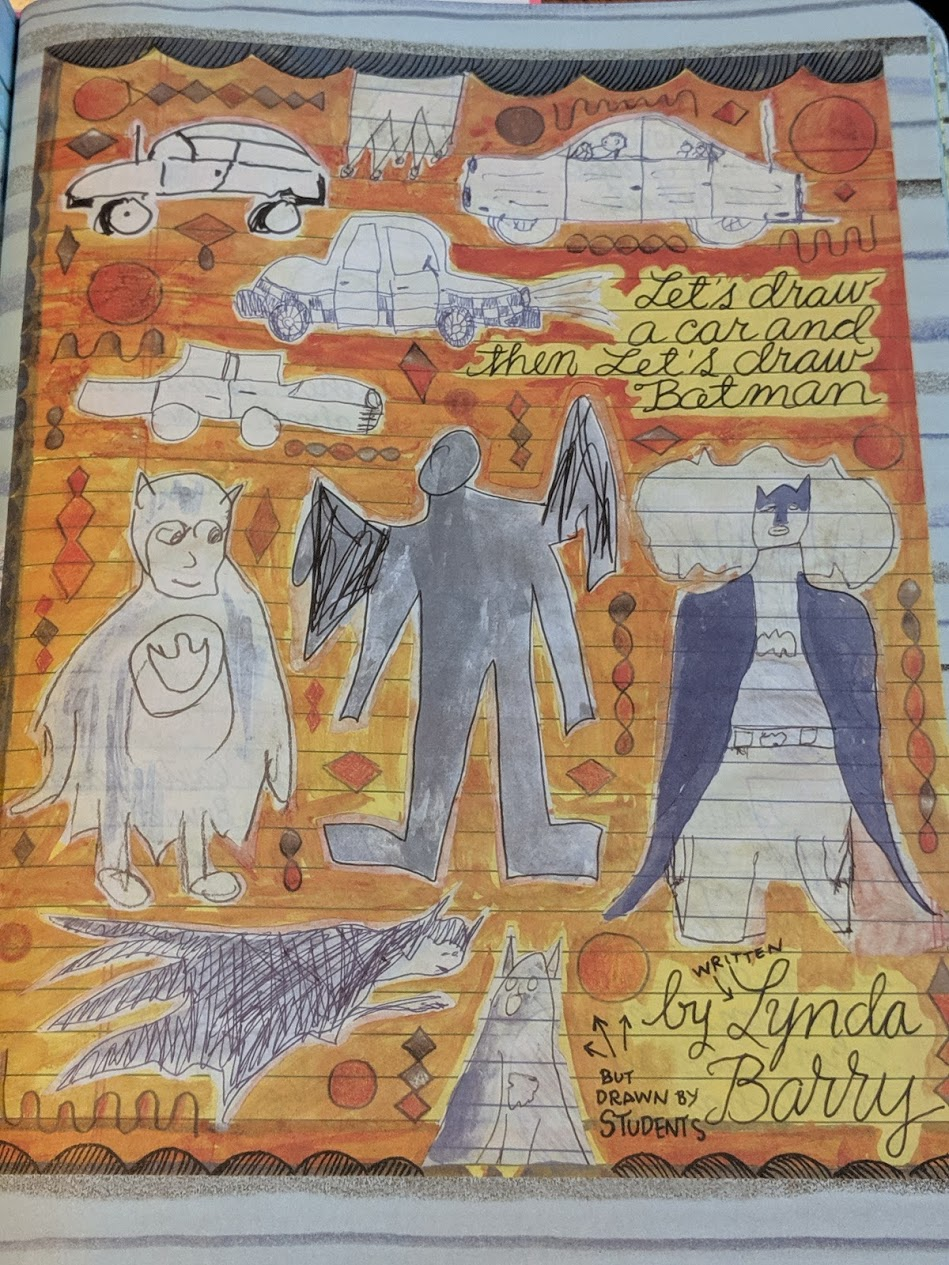 Let's draw
a car and
then Let's draw
Batman
WRITTEN
by Lynda
Barry
BUT
DRAWN BY
STUDENTS